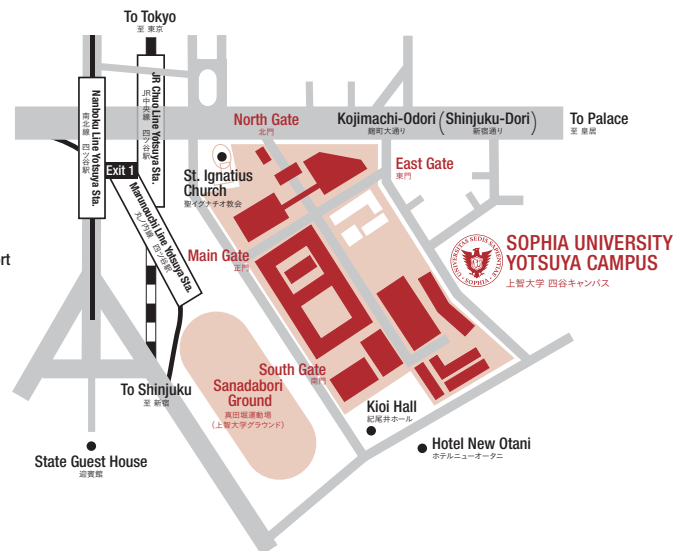 To Tokyo
至 東京
Nanboku Line Yotsuya Sta.
南北線 四ツ谷駅
JR Chuo Line Yotsuya Sta.
JR中央線 四ツ谷駅
North Gate
北門
Kojimachi-Odori (Shinjuku-Dori)
麹町大通り 新宿通り
To Palace
至 皇居
Exit 1
St. Ignatius
Church
聖イグナチオ教会
East Gate
東門
Marunouchi Line Yotsuya Sta.
丸ノ内線 四ツ谷駅
Main Gate
正門
ort
UNIVERSITAS SEDIS SAPIENTIAE
SOPHIA
SOPHIA UNIVERSITY
YOTSUYA CAMPUS
上智大学 四谷キャンパス
South Gate
南門
To Shinjuku
至 新宿
Sanadabori
Ground
真田堀運動場
(上智大学グラウンド)
Kioi Hall
紀尾井ホール
Hotel New Otani
ホテルニューオータニ
State Guest House
迎賓館